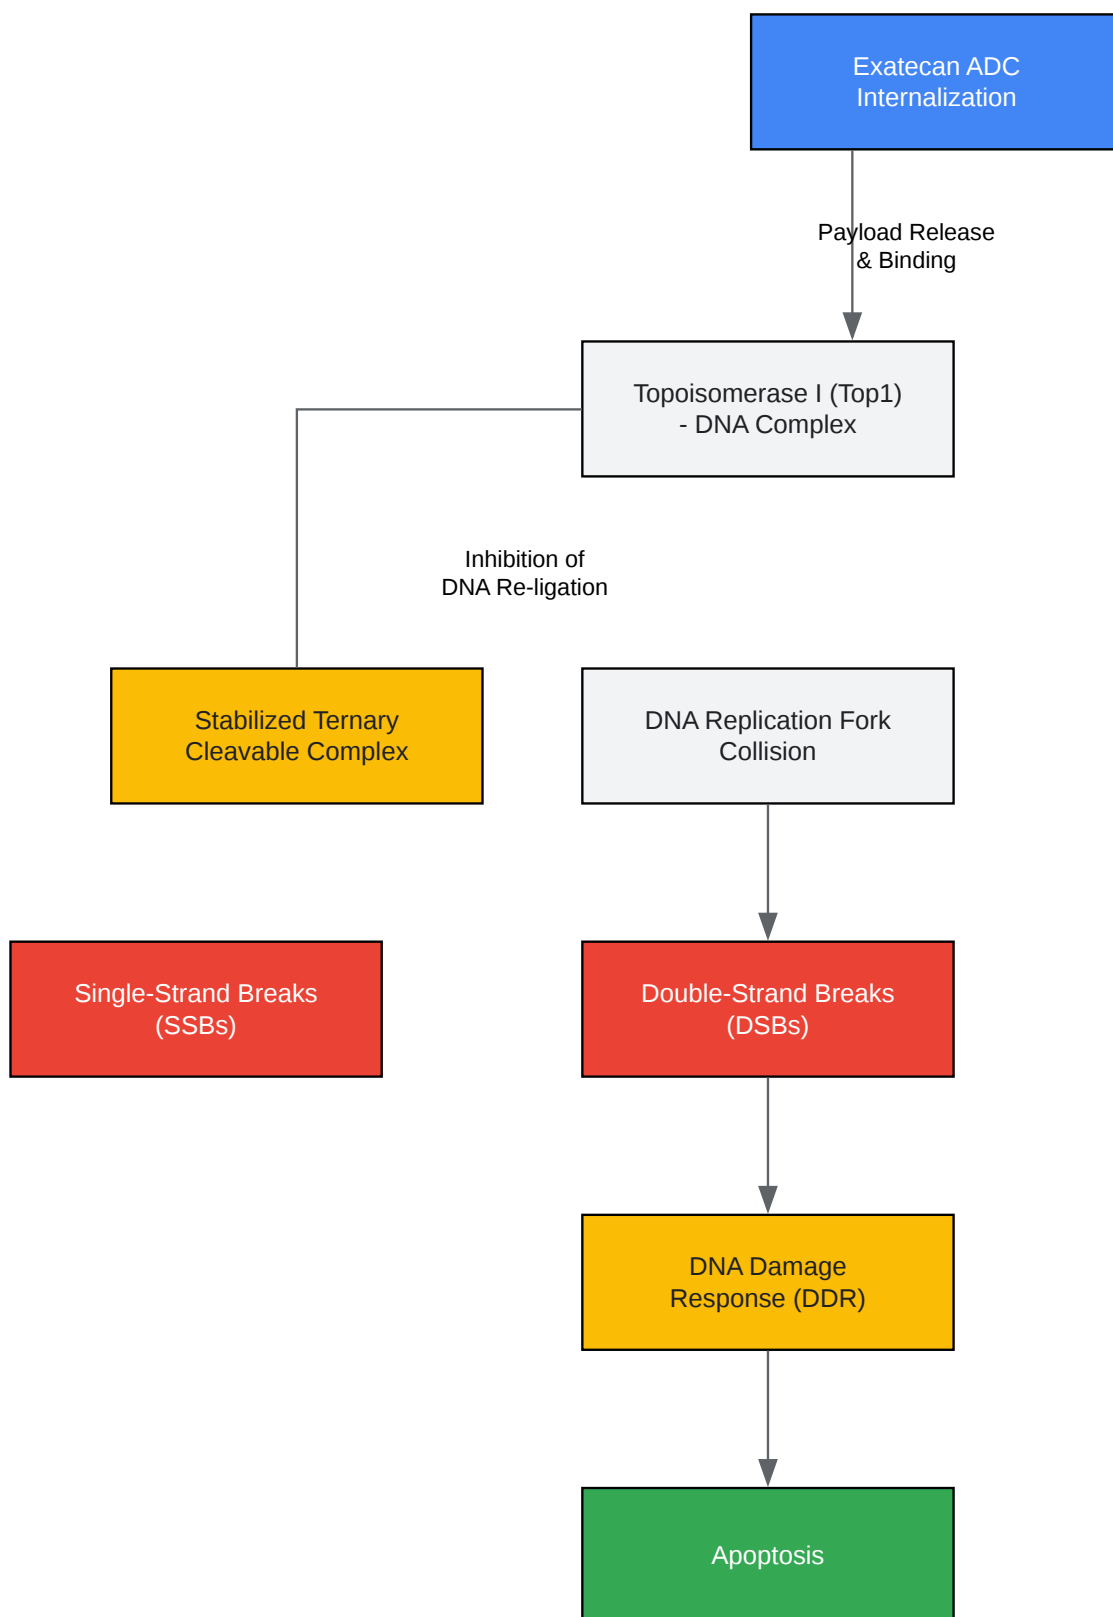 Exatecan ADC
Internalization
Payload Release
& Binding
Topoisomerase I (Top1)
- DNA Complex
Inhibition of
DNA Re-ligation
Stabilized Ternary
Cleavable Complex
DNA Replication Fork
Collision
Single-Strand Breaks
(SSBs)
Double-Strand Breaks
(DSBs)
DNA Damage
Response (DDR)
Apoptosis